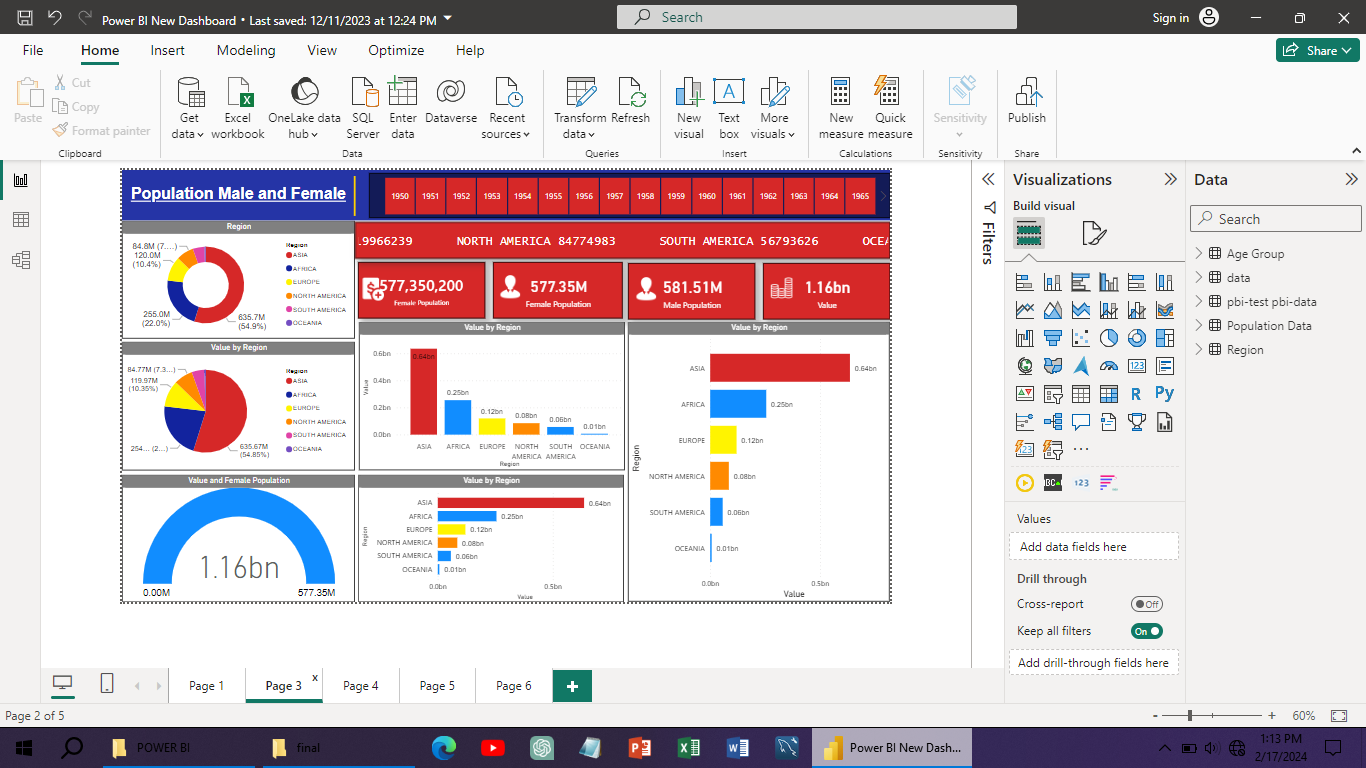 Power BI New Dashboard • Last saved: 12/11/2023 at 12:24 PM
Search
Sign in
File
Home
Insert
Modeling
View
Optimize
Help
Share
Paste
Cut
Copy
Format painter
Clipboard
Get data
Excel workbook
OneLake data hub
SQL Server
Enter data
Dataverse
Recent sources
Data
Transform data
Refresh
Queries
New visual
Text box
More visuals
Insert
New measure
Quick measure
Calculations
Sensitivity
Sensitivity
Publish
Share
Population Male and Female
1950 1951 1952 1953 1954 1955 1956 1957 1958 1959 1960 1961 1962 1963 1964 1965
.9966239 NORTH AMERICA 84774983 SOUTH AMERICA 56793626 OCEA
577,350,200
Female Population
577.35M
Female Population
581.51M
Male Population
1.16bn
Value
Region
84.8M (7....)
120.0M
(10.4%)
255.0M
(22.0%)
635.7M
(54.9%)
Region
ASIA
AFRICA
EUROPE
NORTH AMERICA
SOUTH AMERICA
OCEANIA
Value by Region
84.77M (7.3...)
119.97M
(10.35%)
254... (2...)
635.67M
(54.85%)
Region
ASIA
AFRICA
EUROPE
NORTH AMERICA
SOUTH AMERICA
OCEANIA
Value and Female Population
1.16bn
0.00M
577.35M
Value by Region
Value
0.6bn
0.4bn
0.2bn
0.0bn
0.64bn
0.25bn
0.12bn
0.08bn
0.06bn
0.01bn
ASIA
AFRICA
EUROPE
NORTH AMERICA
SOUTH AMERICA
OCEANIA
Region
Value by Region
Region
ASIA 0.64bn
AFRICA 0.25bn
EUROPE 0.12bn
NORTH AMERICA 0.08bn
SOUTH AMERICA 0.06bn
OCEANIA 0.01bn
0.0bn 0.5bn
Value
Value by Region
Region
ASIA 0.64bn
AFRICA 0.25bn
EUROPE 0.12bn
NORTH AMERICA 0.08bn
SOUTH AMERICA 0.06bn
OCEANIA 0.01bn
0.0bn 0.5bn
Value
Filters
Visualizations
Build visual
123
R
Py
123
ABC
123
Values
Add data fields here
Drill through
Cross-report
Off
Keep all filters
On
Add drill-through fields here
Data
Search
Age Group
data
pbi-test pbi-data
Population Data
Region
Page 1
Page 3
x
Page 4
Page 5
Page 6
+
Page 2 of 5
- + 60%
POWER BI
final
Power BI New Dash...
1:13 PM
2/17/2024